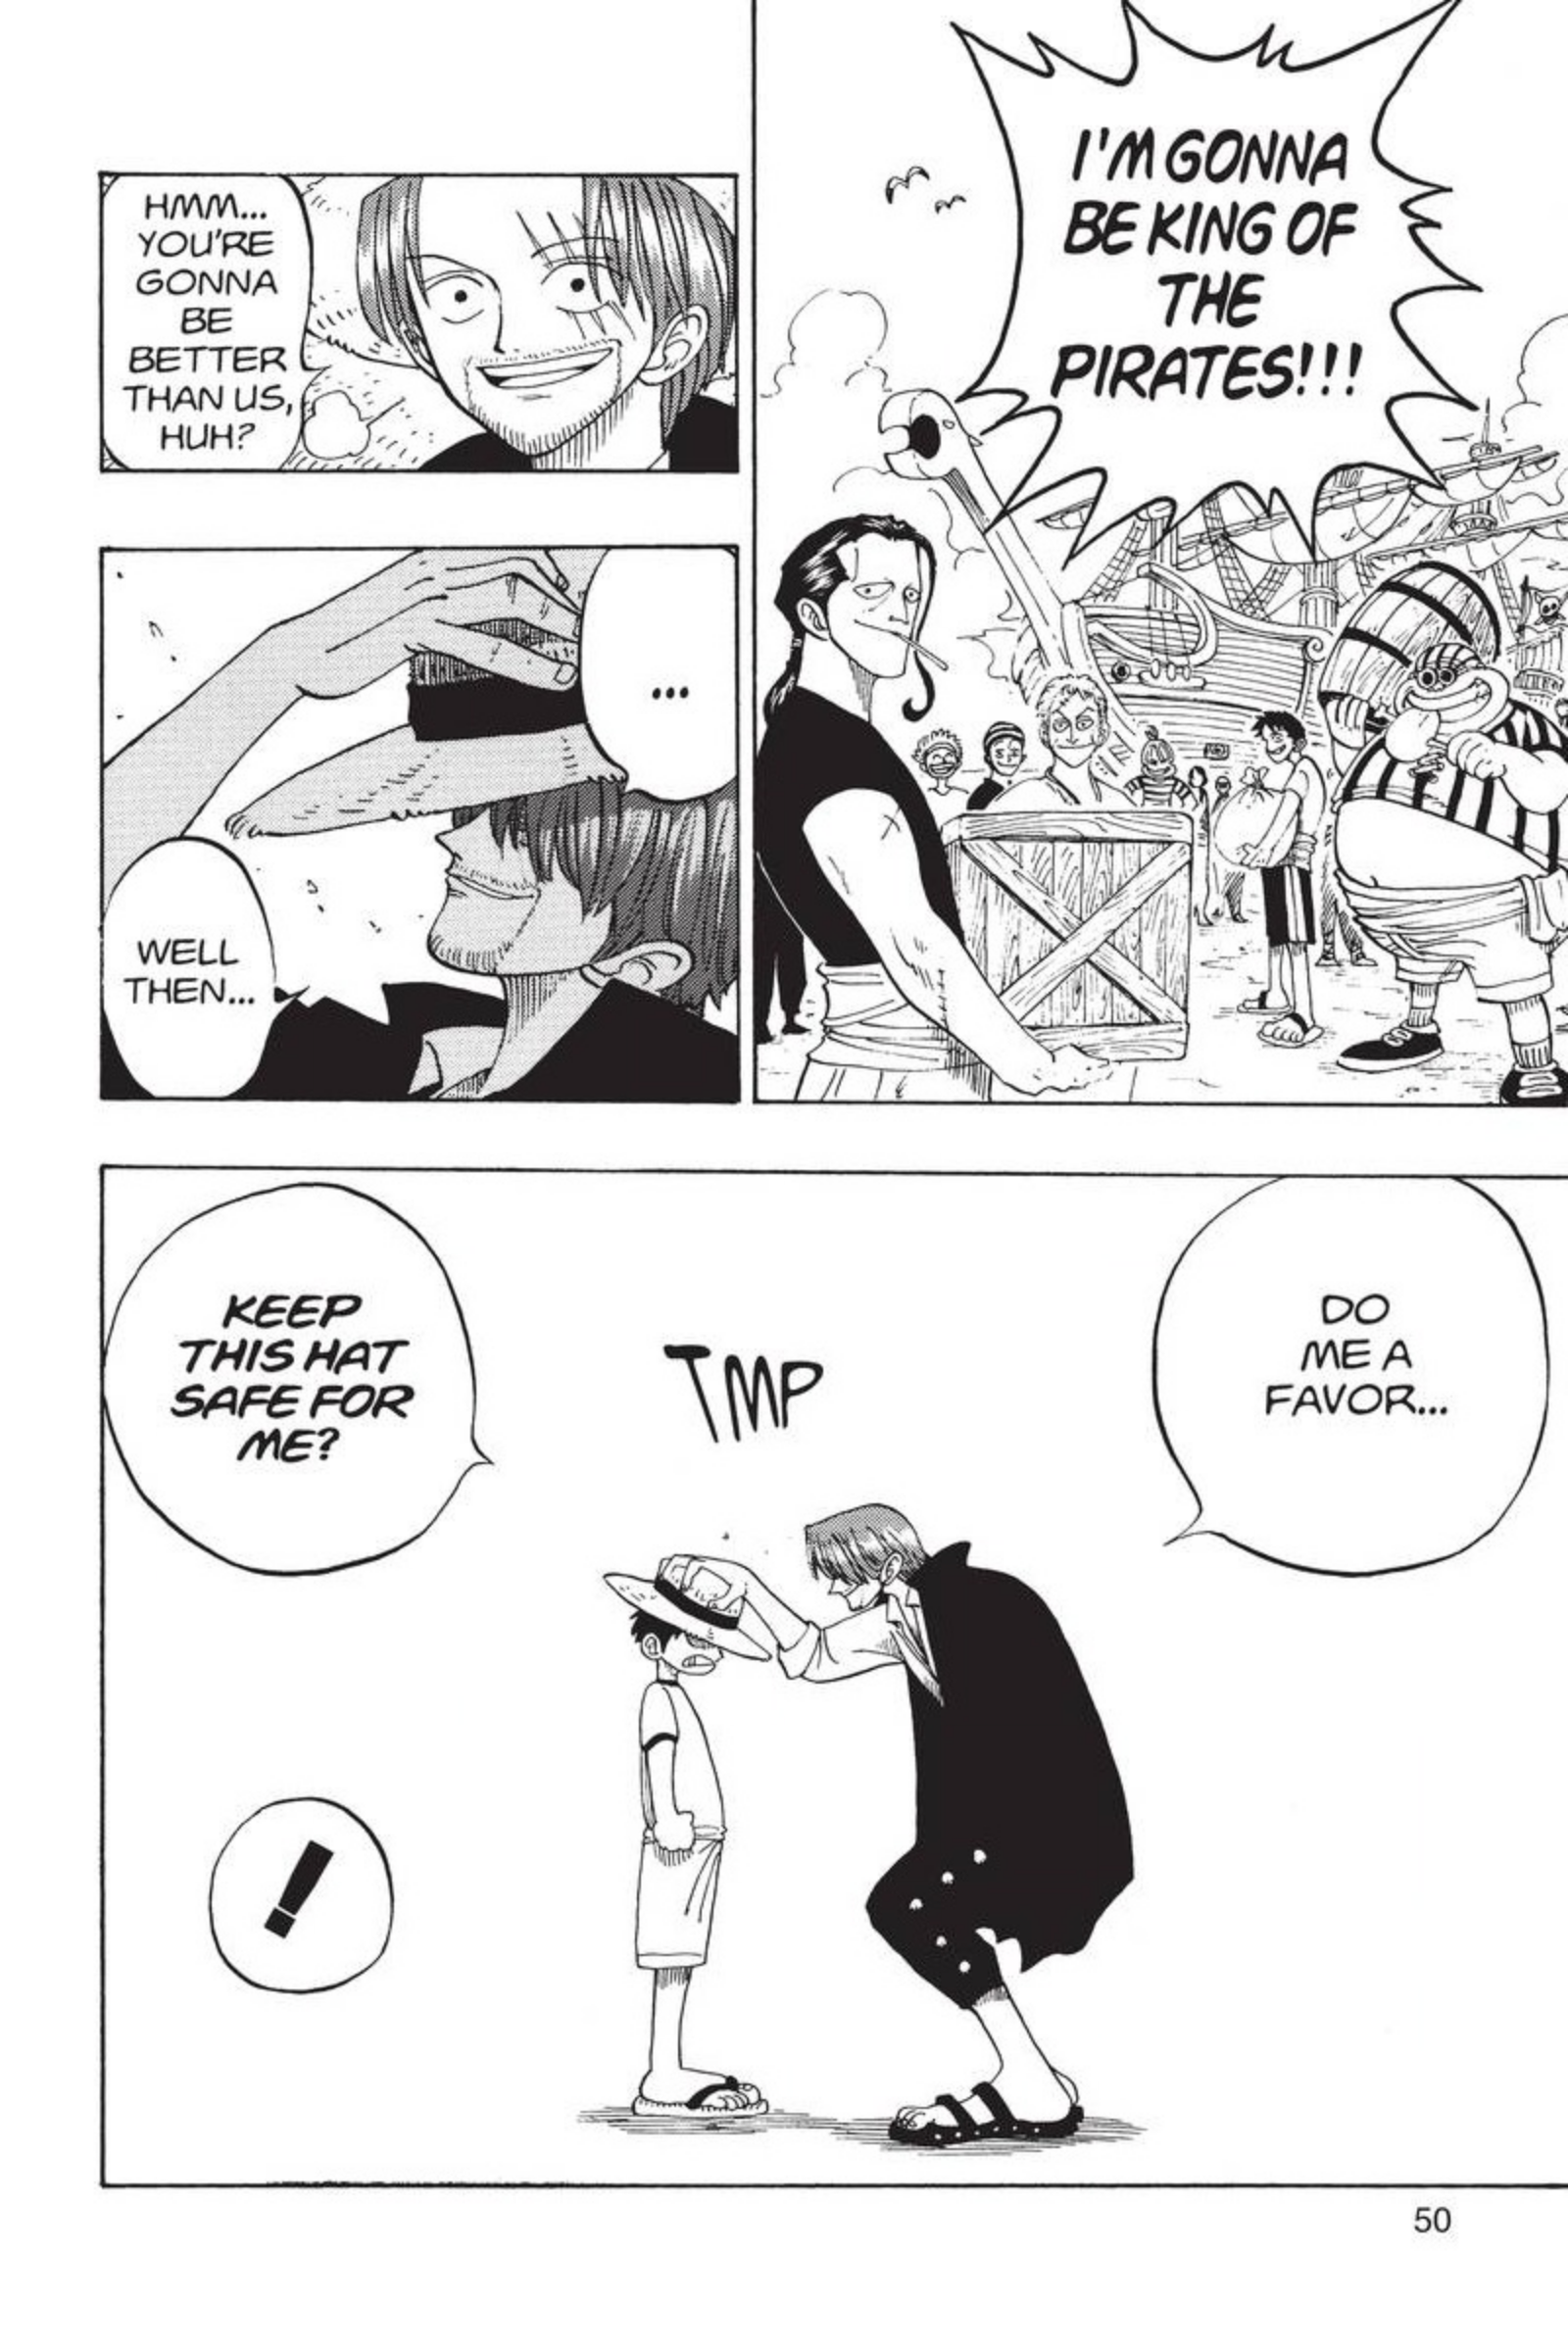 I'M GONNA
BE KING OF
THE
PIRATES!!!
HMM...
YOU'RE
GONNA
BE
BETTER
THAN US,
HUH?
...
WELL
THEN...
DO
ME A
FAVOR...
TMP
KEEP
THIS HAT
SAFE FOR
ME?
!
50